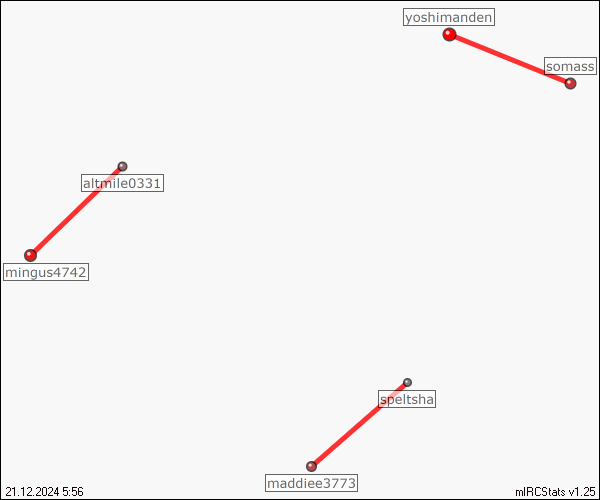 yoshimanden
somass
altmile0331
mingus4742
speltsha
maddiee3773
21.12.2024 5:56
mIRCStats v1.25